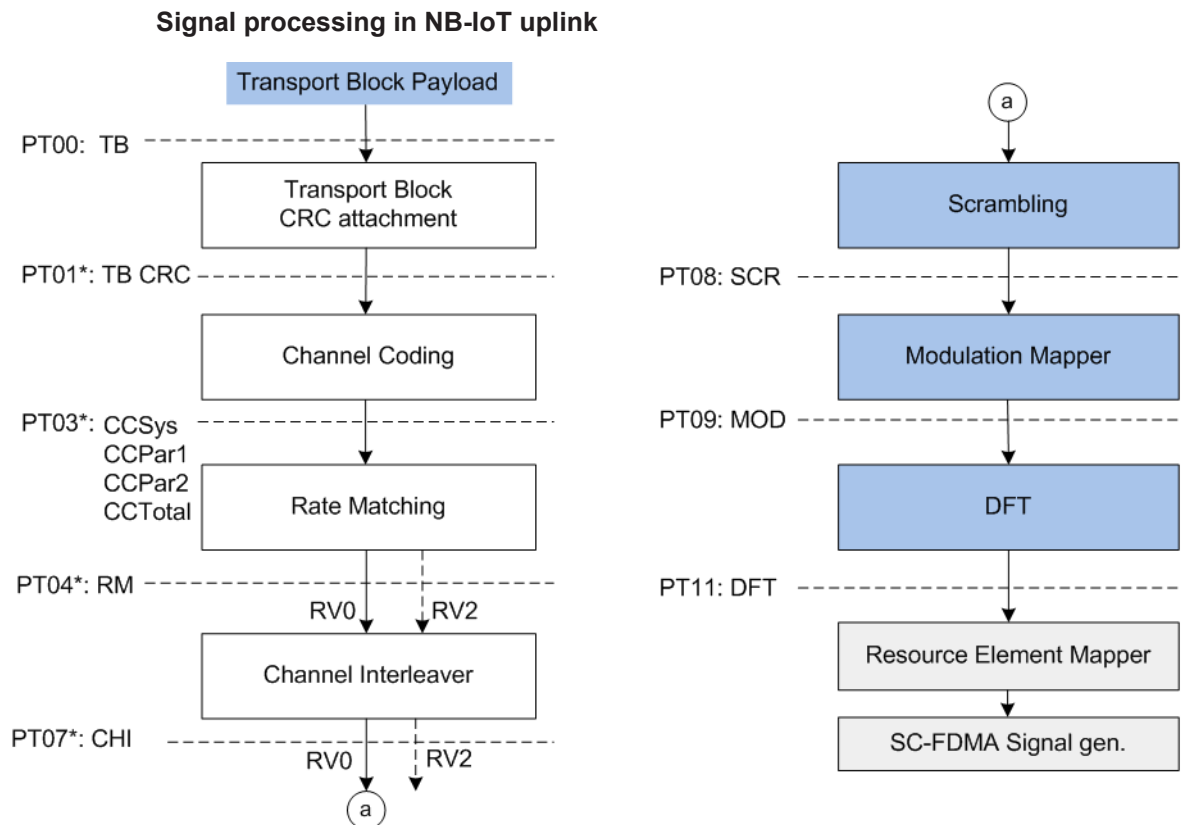 Signal processing in NB-IoT uplink
Transport Block Payload
PT00: TB
Transport Block
CRC attachment
PT01*: TB CRC
Channel Coding
PT03*: CCSys
CCPar1
CCPar2
CCTotal
Rate Matching
PT04*: RM
RV0
RV2
Channel Interleaver
PT07*: CHI
RV0
RV2
a
a
Scrambling
PT08: SCR
Modulation Mapper
PT09: MOD
DFT
PT11: DFT
Resource Element Mapper
SC-FDMA Signal gen.